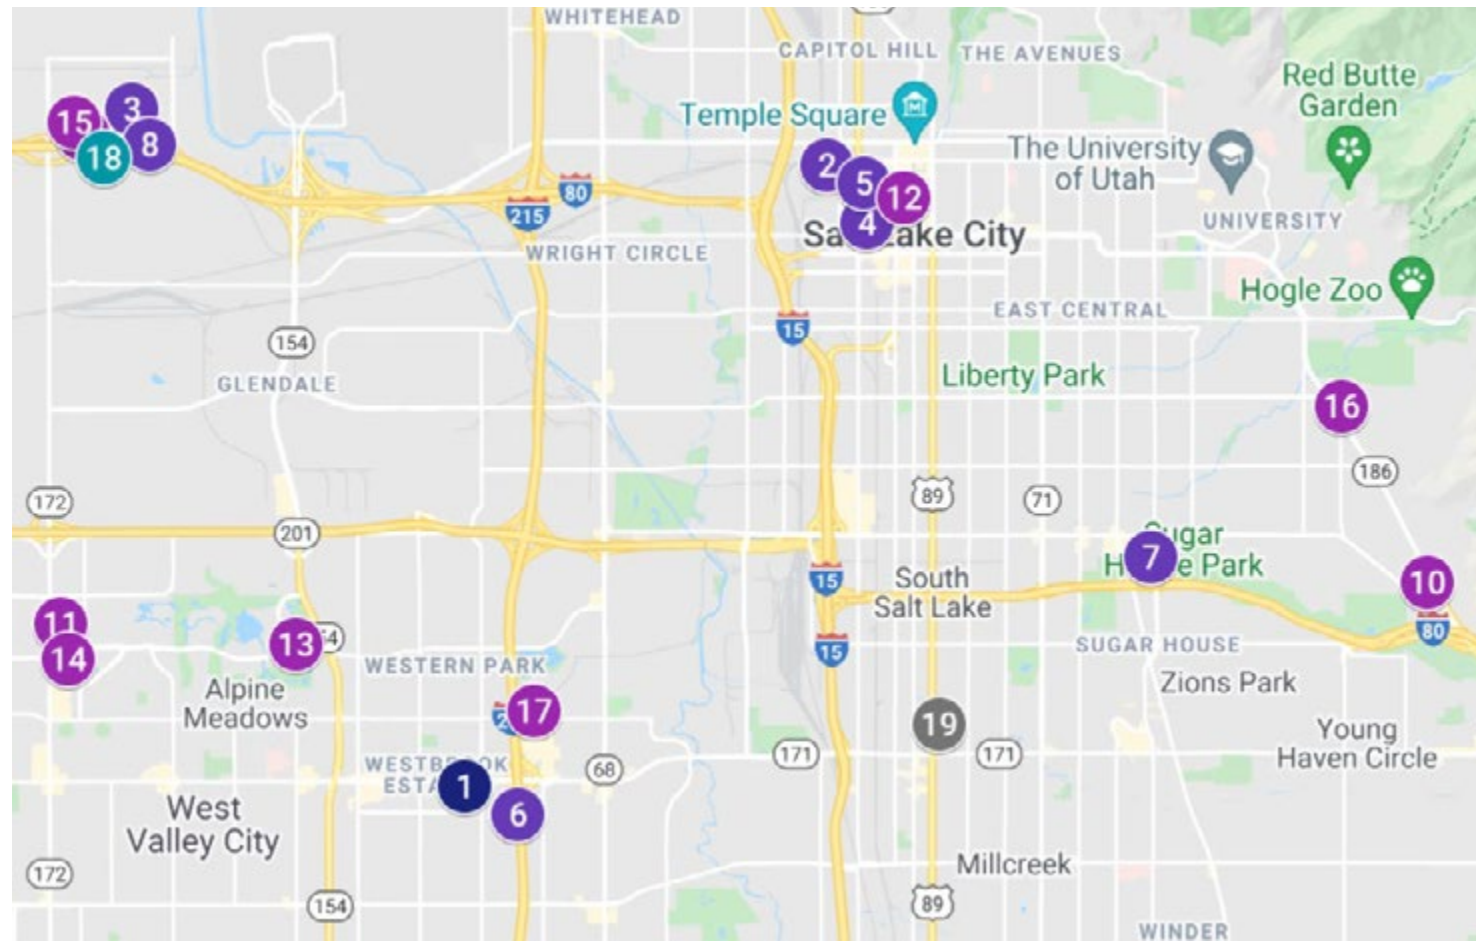 WHITEHEAD
CAPITOL HILL
THE AVENUES
Red Butte
Garden
15
3
8
18
Temple Square
M
The University
of Utah
2
5
12
4
80
215
UNIVERSITY
Lake City
WRIGHT CIRCLE
Hogle Zoo
EAST CENTRAL
15
154
GLENDALE
Liberty Park
16
186
172
89
71
201
Sugar
7
Park
15
South
Salt Lake
10
80
11
13
14
15
SUGAR HOUSE
WESTERN PARK
Zions Park
Alpine
Meadows
17
19
Young
Haven Circle
171
171
68
1
6
West
Valley City
Millcreek
172
154
89
WINDER